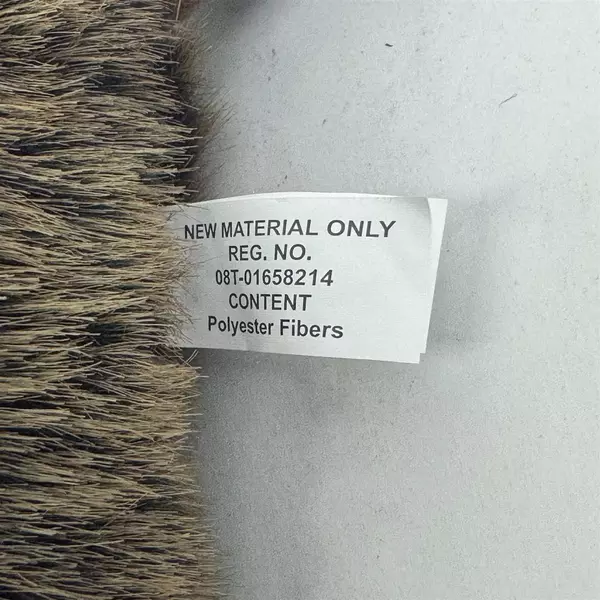 NEW MATERIAL ONLY
REG. NO.
08T-01658214
CONTENT
Polyester Fibers